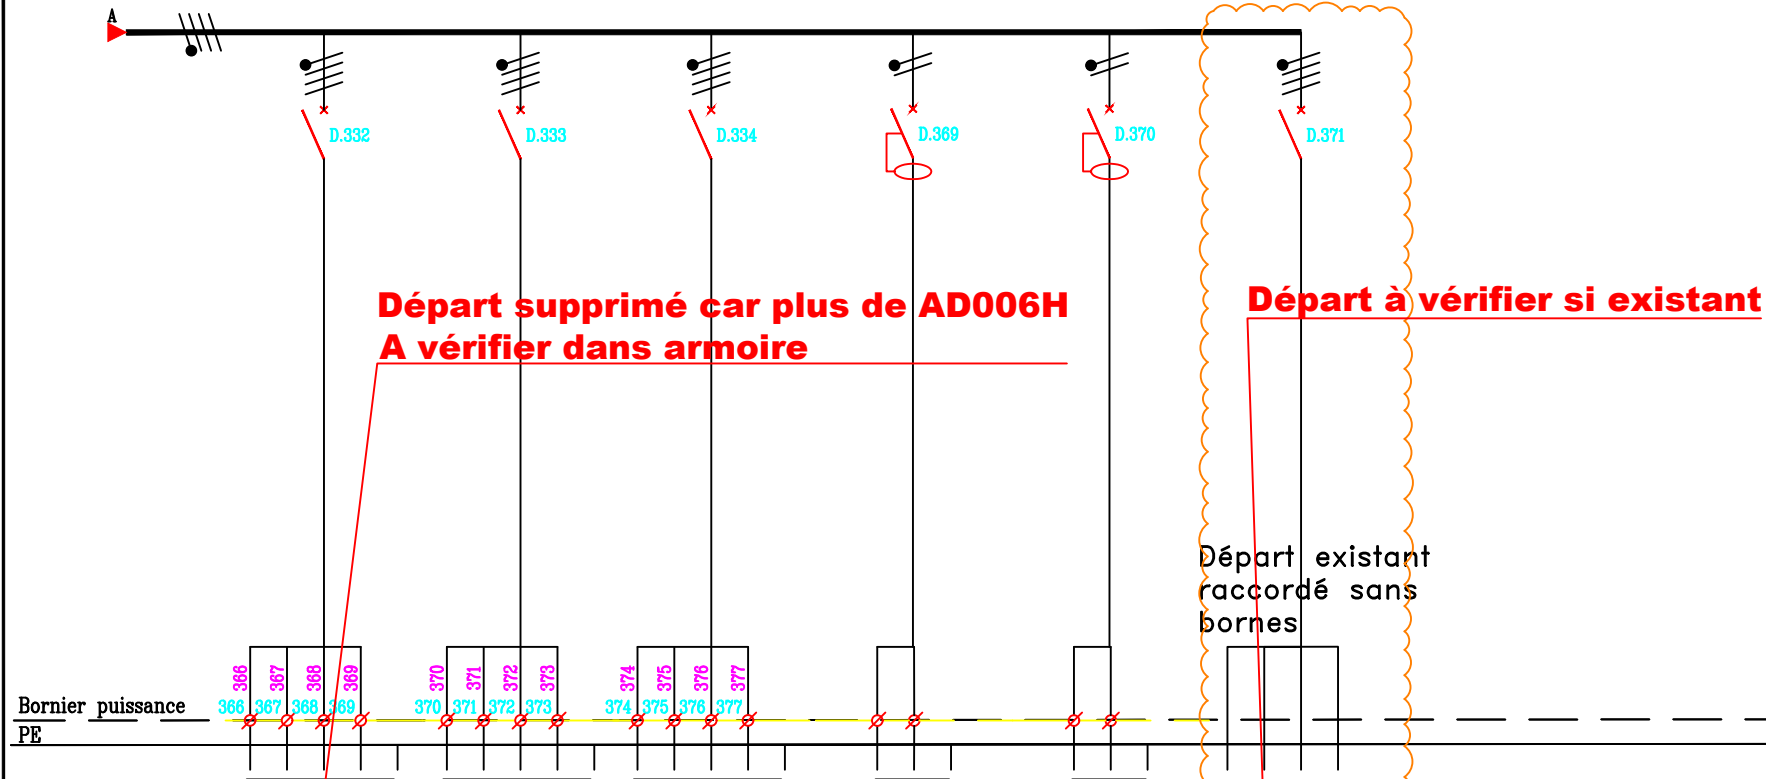 A
D.332 D.333 D.334 D.369 D.370 D.371
Départ supprimé car plus de AD006H
A vérifier dans armoire
Départ à vérifier si existant
Départ existant
raccordé sans
bornes
366 367 368 369 370 371 372 373 374 375 376 377
Bornier puissance 366 367 368 369 370 371 372 373 374 375 376 377
PE